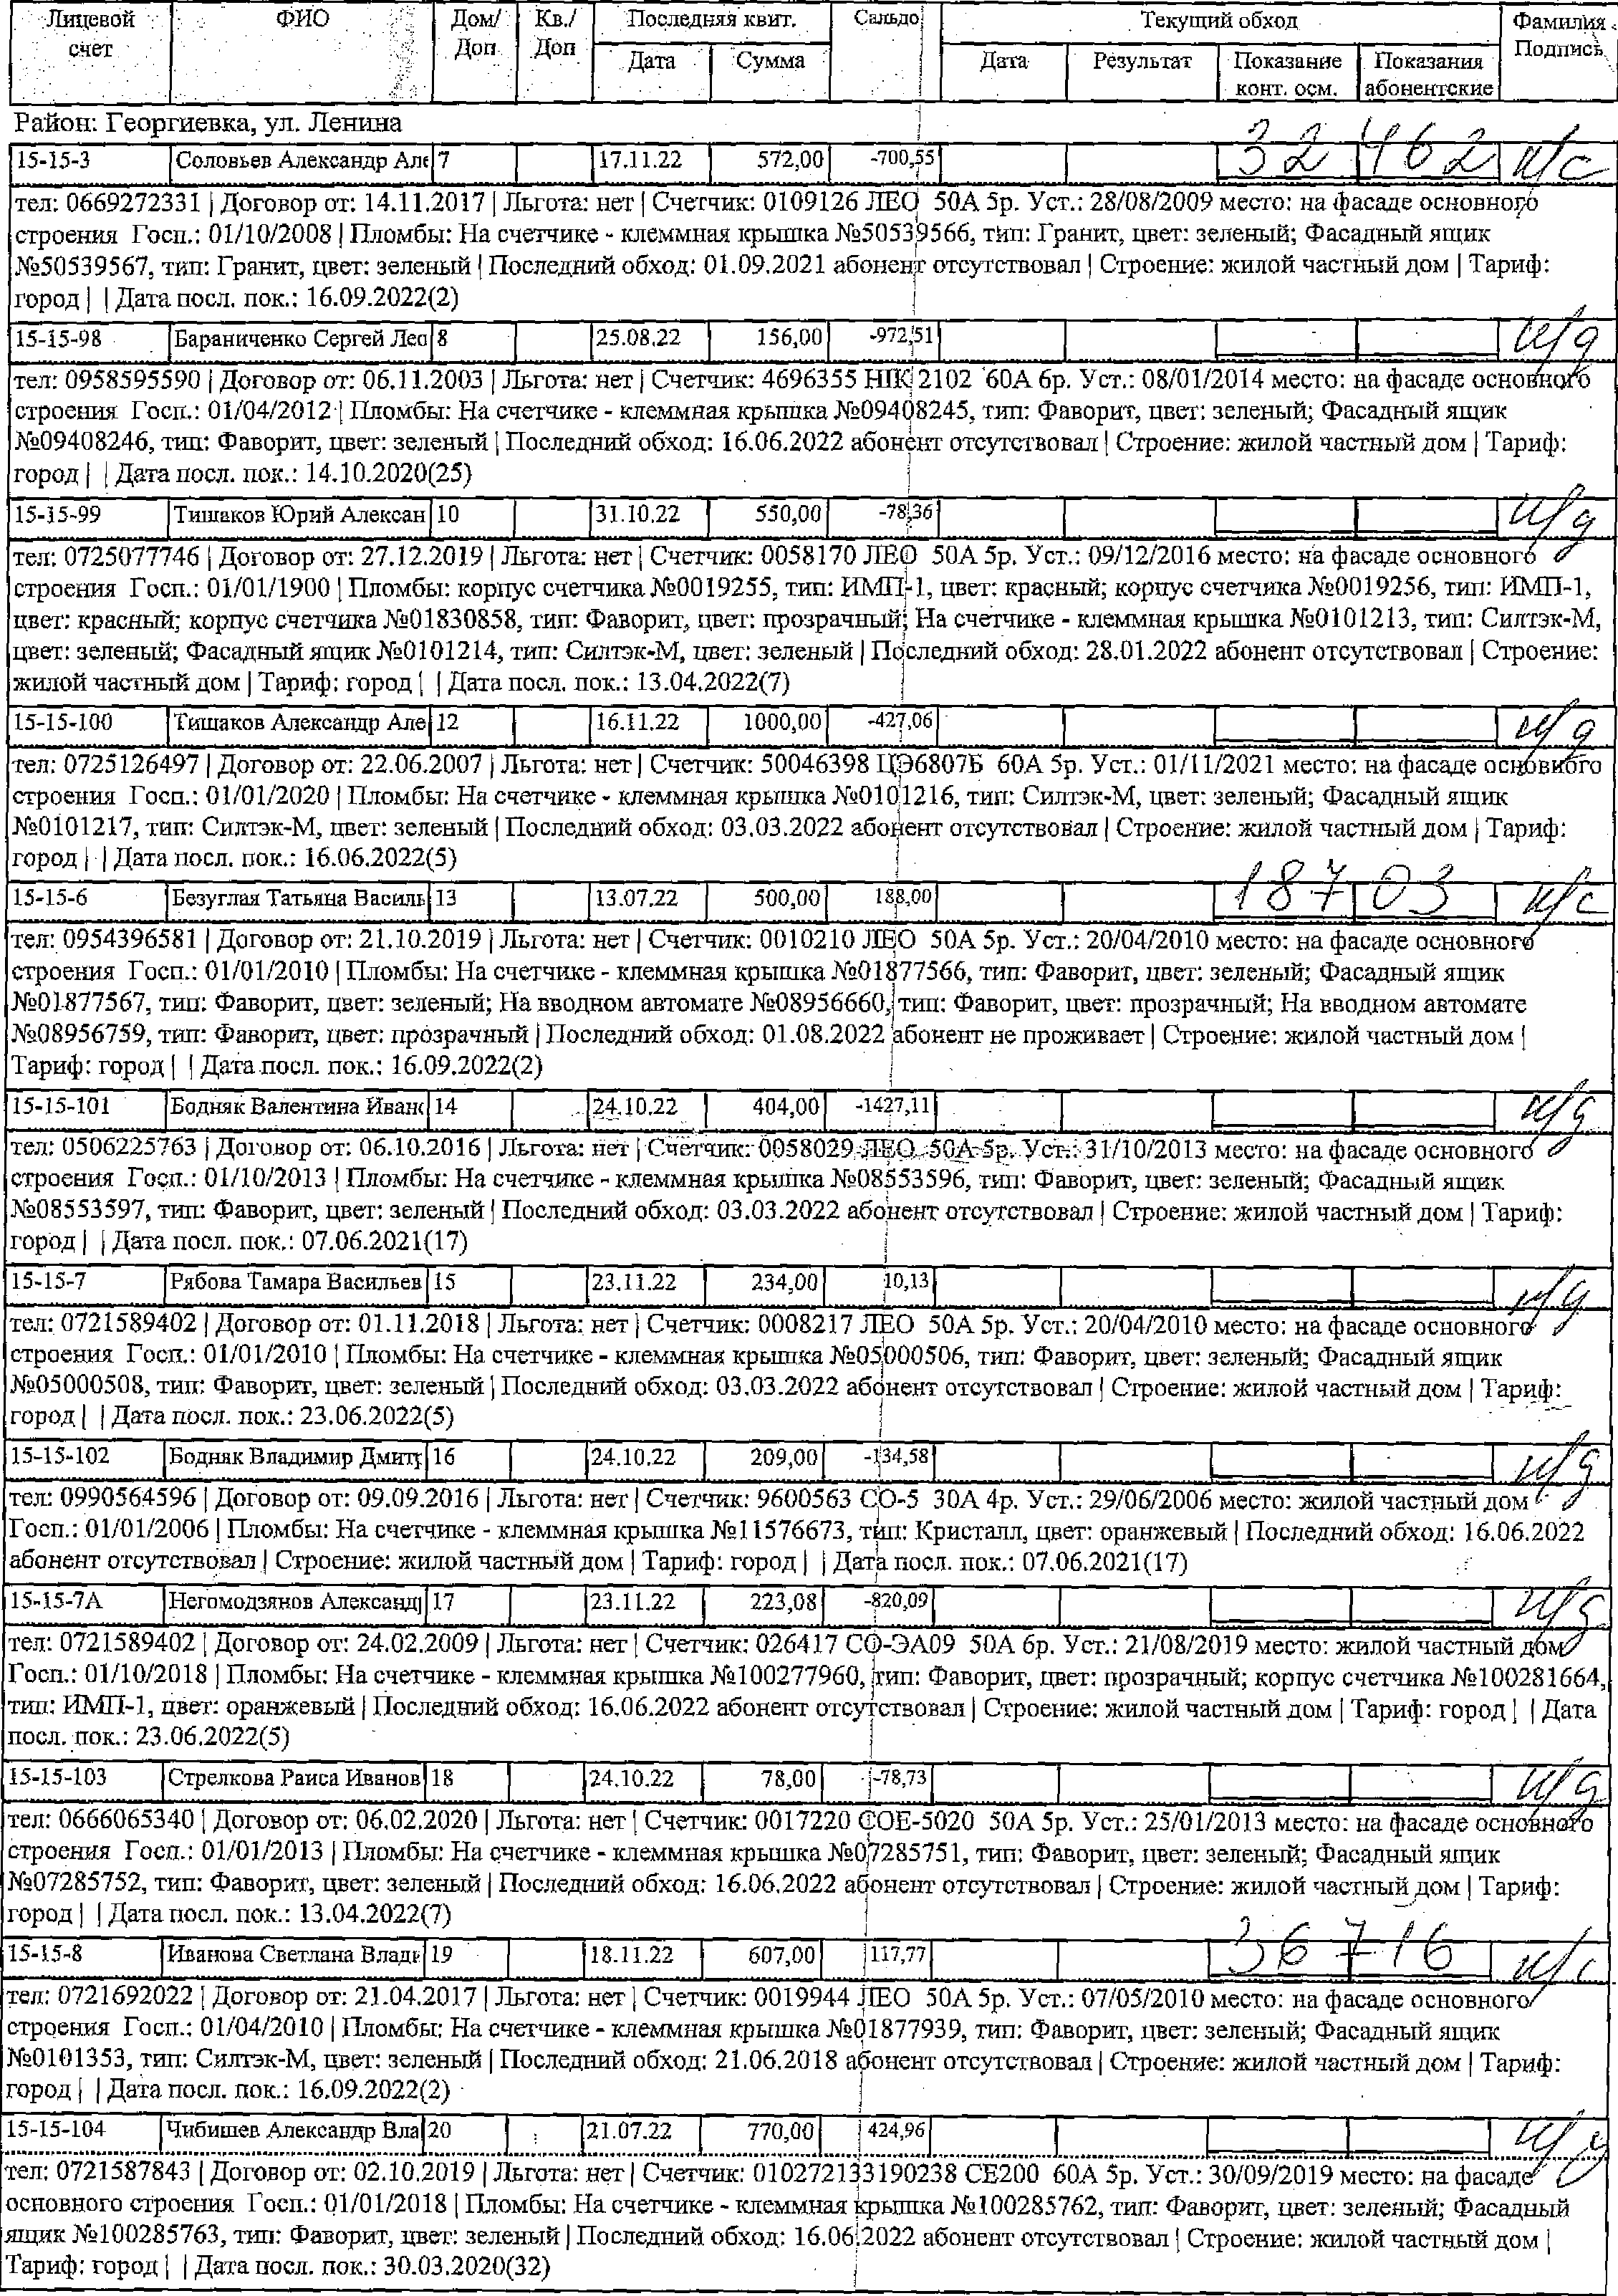 Лицевой счет ФИО Дом/ Доп Кв./ Доп Последняя квит. Дата Сумма Сальдо Текущий обход Дата Результат Показание конт. осм. Показания абонентские Фамилия Подпись
Район: Георгиевка, ул. Ленина
15-15-3 Соловьев Александр Але 7 17.11.22 572,00 -700,55 32 462 н/с
тел: 0669272331 | Договор от: 14.11.2017 | Льгота: нет | Счетчик: 0109126 ЛЕО 50А 5р. Уст.: 28/08/2009 место: на фасаде основного
строения Госп.: 01/10/2008 | Пломбы: На счетчике - клеммная крышка №50539566, тип: Гранит, цвет: зеленый; Фасадный ящик
№50539567, тип: Гранит, цвет: зеленый | Последний обход: 01.09.2021 абонент отсутствовал | Строение: жилой частный дом | Тариф:
город | | Дата посл. пок.: 16.09.2022(2)
15-15-98 Бараниченко Сергей Лео 8 25.08.22 156,00 -972,51 н/д
тел: 0958595590 | Договор от: 06.11.2003 | Льгота: нет | Счетчик: 4696355 НІК 2102 60А 6р. Уст.: 08/01/2014 место: на фасаде основного
строения Госп.: 01/04/2012 | Пломбы: На счетчике - клеммная крышка №09408245, тип: Фаворит, цвет: зеленый; Фасадный ящик
№09408246, тип: Фаворит, цвет: зеленый | Последний обход: 16.06.2022 абонент отсутствовал | Строение: жилой частный дом | Тариф:
город | | Дата посл. пок.: 14.10.2020(25)
15-15-99 Тишаков Юрий Алексан 10 31.10.22 550,00 -78,36 н/д
тел: 0725077746 | Договор от: 27.12.2019 | Льгота: нет | Счетчик: 0058170 ЛЕО 50А 5р. Уст.: 09/12/2016 место: на фасаде основного
строения Госп.: 01/01/1900 | Пломбы: корпус счетчика №0019255, тип: ИМП-1, цвет: красный; корпус счетчика №0019256, тип: ИМП-1,
цвет: красный; корпус счетчика №01830858, тип: Фаворит, цвет: прозрачный; На счетчике - клеммная крышка №0101213, тип: Силтэк-М,
цвет: зеленый; Фасадный ящик №0101214, тип: Силтэк-М, цвет: зеленый | Последний обход: 28.01.2022 абонент отсутствовал | Строение:
жилой частный дом | Тариф: город | | Дата посл. пок.: 13.04.2022(7)
15-15-100 Тишаков Александр Але 12 16.11.22 1000,00 -427,06 н/д
тел: 0725126497 | Договор от: 22.06.2007 | Льгота: нет | Счетчик: 50046398 ЦЭ6807Б 60А 5р. Уст.: 01/11/2021 место: на фасаде основного
строения Госп.: 01/01/2020 | Пломбы: На счетчике - клеммная крышка №0101216, тип: Силтэк-М, цвет: зеленый; Фасадный ящик
№0101217, тип: Силтэк-М, цвет: зеленый | Последний обход: 03.03.2022 абонент отсутствовал | Строение: жилой частный дом | Тариф:
город | | Дата посл. пок.: 16.06.2022(5)
15-15-6 Безуглая Татьяна Василь 13 13.07.22 500,00 188,00 18703 н/с
тел: 0954396581 | Договор от: 21.10.2019 | Льгота: нет | Счетчик: 0010210 ЛЕО 50А 5р. Уст.: 20/04/2010 место: на фасаде основного
строения Госп.: 01/01/2010 | Пломбы: На счетчике - клеммная крышка №01877566, тип: Фаворит, цвет: зеленый; Фасадный ящик
№01877567, тип: Фаворит, цвет: зеленый; На вводном автомате №08956660, тип: Фаворит, цвет: прозрачный; На вводном автомате
№08956759, тип: Фаворит, цвет: прозрачный | Последний обход: 01.08.2022 абонент не проживает | Строение: жилой частный дом |
Тариф: город | | Дата посл. пок.: 16.09.2022(2)
15-15-101 Бодняк Валентина Иванс 14 24.10.22 404,00 -1427,11 н/д
тел: 0506225763 | Договор от: 06.10.2016 | Льгота: нет | Счетчик: 0058029 ЛЕО 50А 5р. Уст.: 31/10/2013 место: на фасаде основного
строения Госп.: 01/10/2013 | Пломбы: На счетчике - клеммная крышка №08553596, тип: Фаворит, цвет: зеленый; Фасадный ящик
№08553597, тип: Фаворит, цвет: зеленый | Последний обход: 03.03.2022 абонент отсутствовал | Строение: жилой частный дом | Тариф:
город | | Дата посл. пок.: 07.06.2021(17)
15-15-7 Рябова Тамара Васильев 15 23.11.22 234,00 10,13 н/д
тел: 0721589402 | Договор от: 01.11.2018 | Льгота: нет | Счетчик: 0008217 ЛЕО 50А 5р. Уст.: 20/04/2010 место: на фасаде основного
строения Госп.: 01/01/2010 | Пломбы: На счетчике - клеммная крышка №05000506, тип: Фаворит, цвет: зеленый; Фасадный ящик
№05000508, тип: Фаворит, цвет: зеленый | Последний обход: 03.03.2022 абонент отсутствовал | Строение: жилой частный дом | Тариф:
город | | Дата посл. пок.: 23.06.2022(5)
15-15-102 Бодняк Владимир Дмитр 16 24.10.22 209,00 -134,58 н/д
тел: 0990564596 | Договор от: 09.09.2016 | Льгота: нет | Счетчик: 9600563 СО-5 30А 4р. Уст.: 29/06/2006 место: жилой частный дом
Госп.: 01/01/2006 | Пломбы: На счетчике - клеммная крышка №11576673, тип: Кристалл, цвет: оранжевый | Последний обход: 16.06.2022
абонент отсутствовал | Строение: жилой частный дом | Тариф: город | | Дата посл. пок.: 07.06.2021(17)
15-15-7А Негомодзянов Александр 17 23.11.22 223,08 -820,09 н/д
тел: 0721589402 | Договор от: 24.02.2009 | Льгота: нет | Счетчик: 026417 СО-ЭА09 50А 6р. Уст.: 21/08/2019 место: жилой частный дом
Госп.: 01/10/2018 | Пломбы: На счетчике - клеммная крышка №100277960, тип: Фаворит, цвет: прозрачный; корпус счетчика №100281664,
тип: ИМП-1, цвет: оранжевый | Последний обход: 16.06.2022 абонент отсутствовал | Строение: жилой частный дом | Тариф: город | | Дата
посл. пок.: 23.06.2022(5)
15-15-103 Стрелкова Раиса Иванов 18 24.10.22 78,00 -78,73 н/д
тел: 0666065340 | Договор от: 06.02.2020 | Льгота: нет | Счетчик: 0017220 СОЕ-5020 50А 5р. Уст.: 25/01/2013 место: на фасаде основного
строения Госп.: 01/01/2013 | Пломбы: На счетчике - клеммная крышка №07285751, тип: Фаворит, цвет: зеленый; Фасадный ящик
№07285752, тип: Фаворит, цвет: зеленый | Последний обход: 16.06.2022 абонент отсутствовал | Строение: жилой частный дом | Тариф:
город | | Дата посл. пок.: 13.04.2022(7)
15-15-8 Иванова Светлана Влади 19 18.11.22 607,00 117,77 36716 н/с
тел: 0721692022 | Договор от: 21.04.2017 | Льгота: нет | Счетчик: 0019944 ЛЕО 50А 5р. Уст.: 07/05/2010 место: на фасаде основного
строения Госп.: 01/04/2010 | Пломбы: На счетчике - клеммная крышка №01877939, тип: Фаворит, цвет: зеленый; Фасадный ящик
№0101353, тип: Силтэк-М, цвет: зеленый | Последний обход: 21.06.2018 абонент отсутствовал | Строение: жилой частный дом | Тариф:
город | | Дата посл. пок.: 16.09.2022(2)
15-15-104 Чибишев Александр Вла 20 21.07.22 770,00 424,96 н/д
тел: 0721587843 | Договор от: 02.10.2019 | Льгота: нет | Счетчик: 010272133190238 СЕ200 60А 5р. Уст.: 30/09/2019 место: на фасаде
основного строения Госп.: 01/01/2018 | Пломбы: На счетчике - клеммная крышка №100285762, тип: Фаворит, цвет: зеленый; Фасадный
ящик №100285763, тип: Фаворит, цвет: зеленый | Последний обход: 16.06.2022 абонент отсутствовал | Строение: жилой частный дом |
Тариф: город | | Дата посл. пок.: 30.03.2020(32)